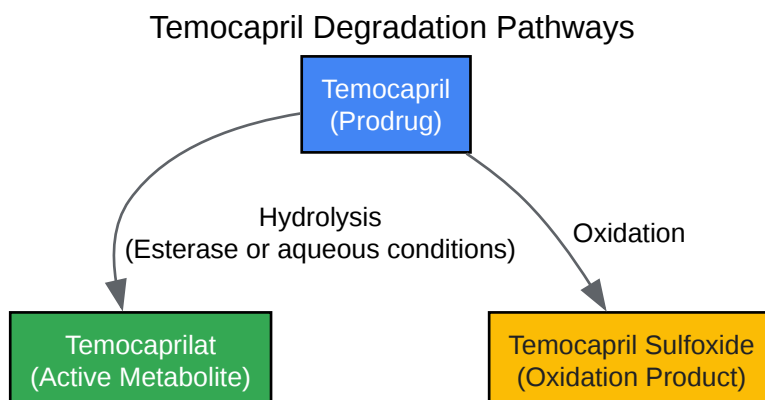 Temocapril Degradation Pathways
Temocapril
(Prodrug)
Hydrolysis
(Esterase or aqueous conditions)
Oxidation
Temocaprilat
(Active Metabolite)
Temocapril Sulfoxide
(Oxidation Product)